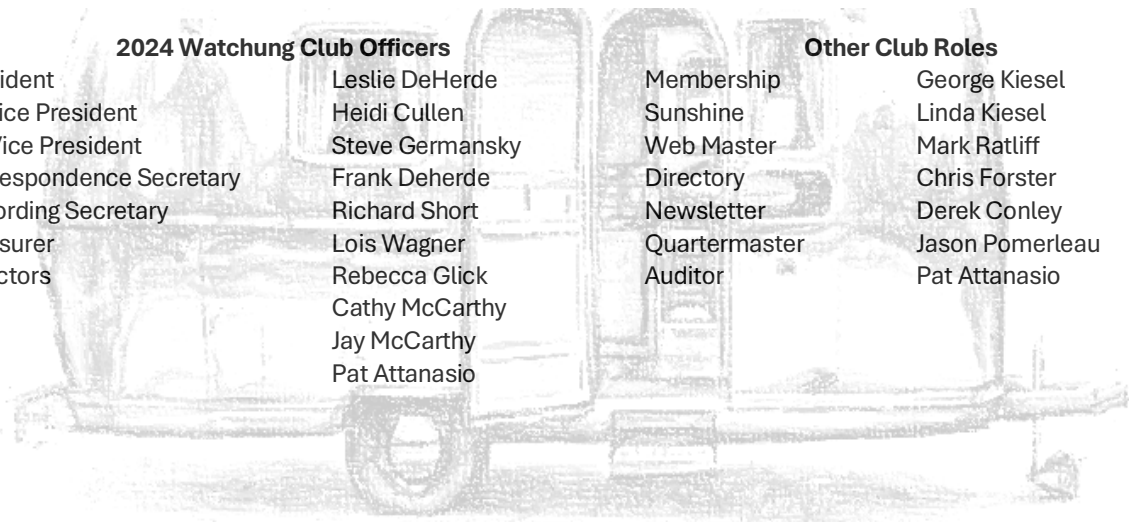 2024 Watchung Club Officers
ident Leslie DeHerde
ice President Heidi Cullen
Vice President Steve Germansky
espondence Secretary Frank Deherde
ording Secretary Richard Short
surer Lois Wagner
ctors Rebecca Glick
Cathy McCarthy
Jay McCarthy
Pat Attanasio
Other Club Roles
Membership George Kiesel
Sunshine Linda Kiesel
Web Master Mark Ratliff
Directory Chris Forster
Newsletter Derek Conley
Quartermaster Jason Pomerleau
Auditor Pat Attanasio